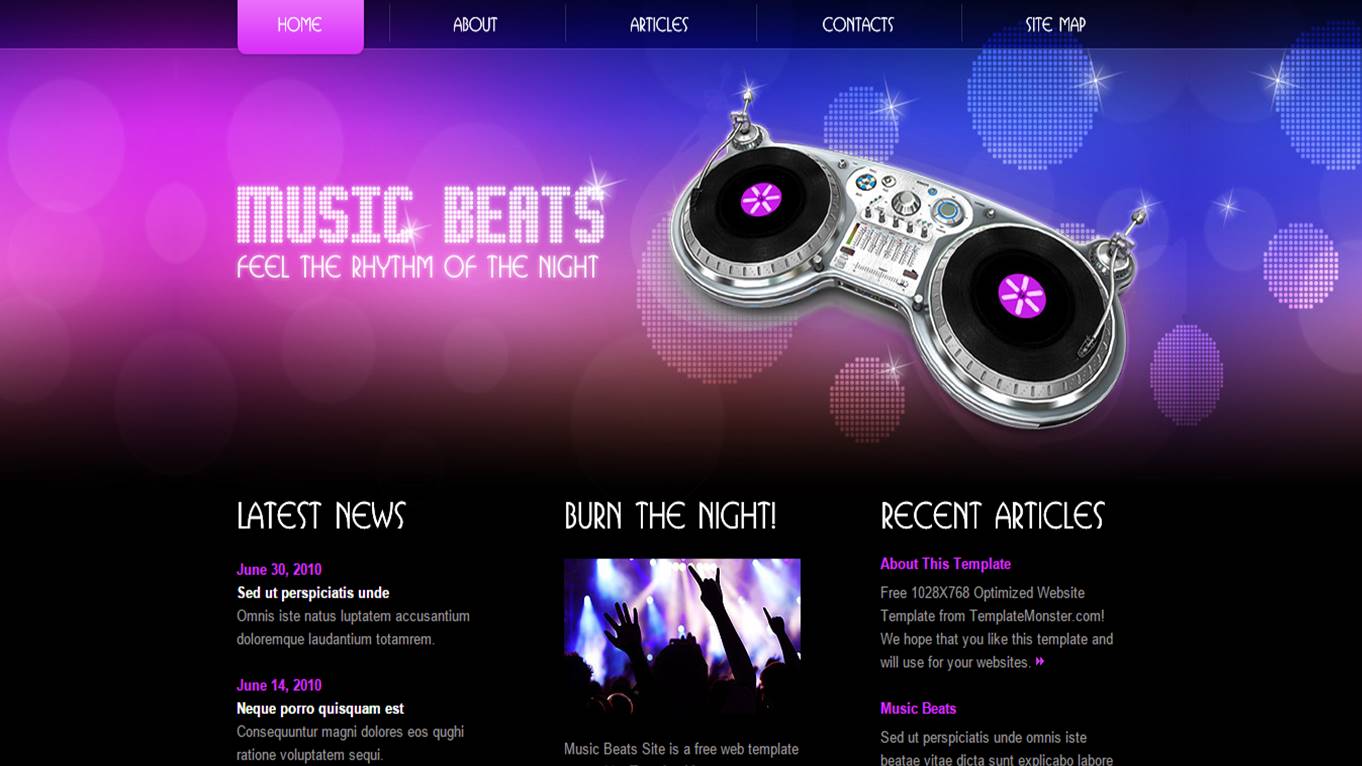 HOME
ABOUT
ARTICLES
CONTACTS
SITE MAP
MUSIC BEATS
FEEL THE RHYTHM OF THE NIGHT
LATEST NEWS
June 30, 2010
Sed ut perspiciatis unde
Omnis iste natus luptatem accusantium
doloremque laudantium totamrem.
June 14, 2010
Neque porro quisquam est
Consequuntur magni dolores eos qughi
ratione voluptatem sequi.
BURN THE NIGHT!
Music Beats Site is a free web template
RECENT ARTICLES
About This Template
Free 1028X768 Optimized Website
Template from TemplateMonster.com!
We hope that you like this template and
will use for your websites.
Music Beats
Sed ut perspiciatis unde omnis iste
beatae vitae dicta sunt explicabo labore